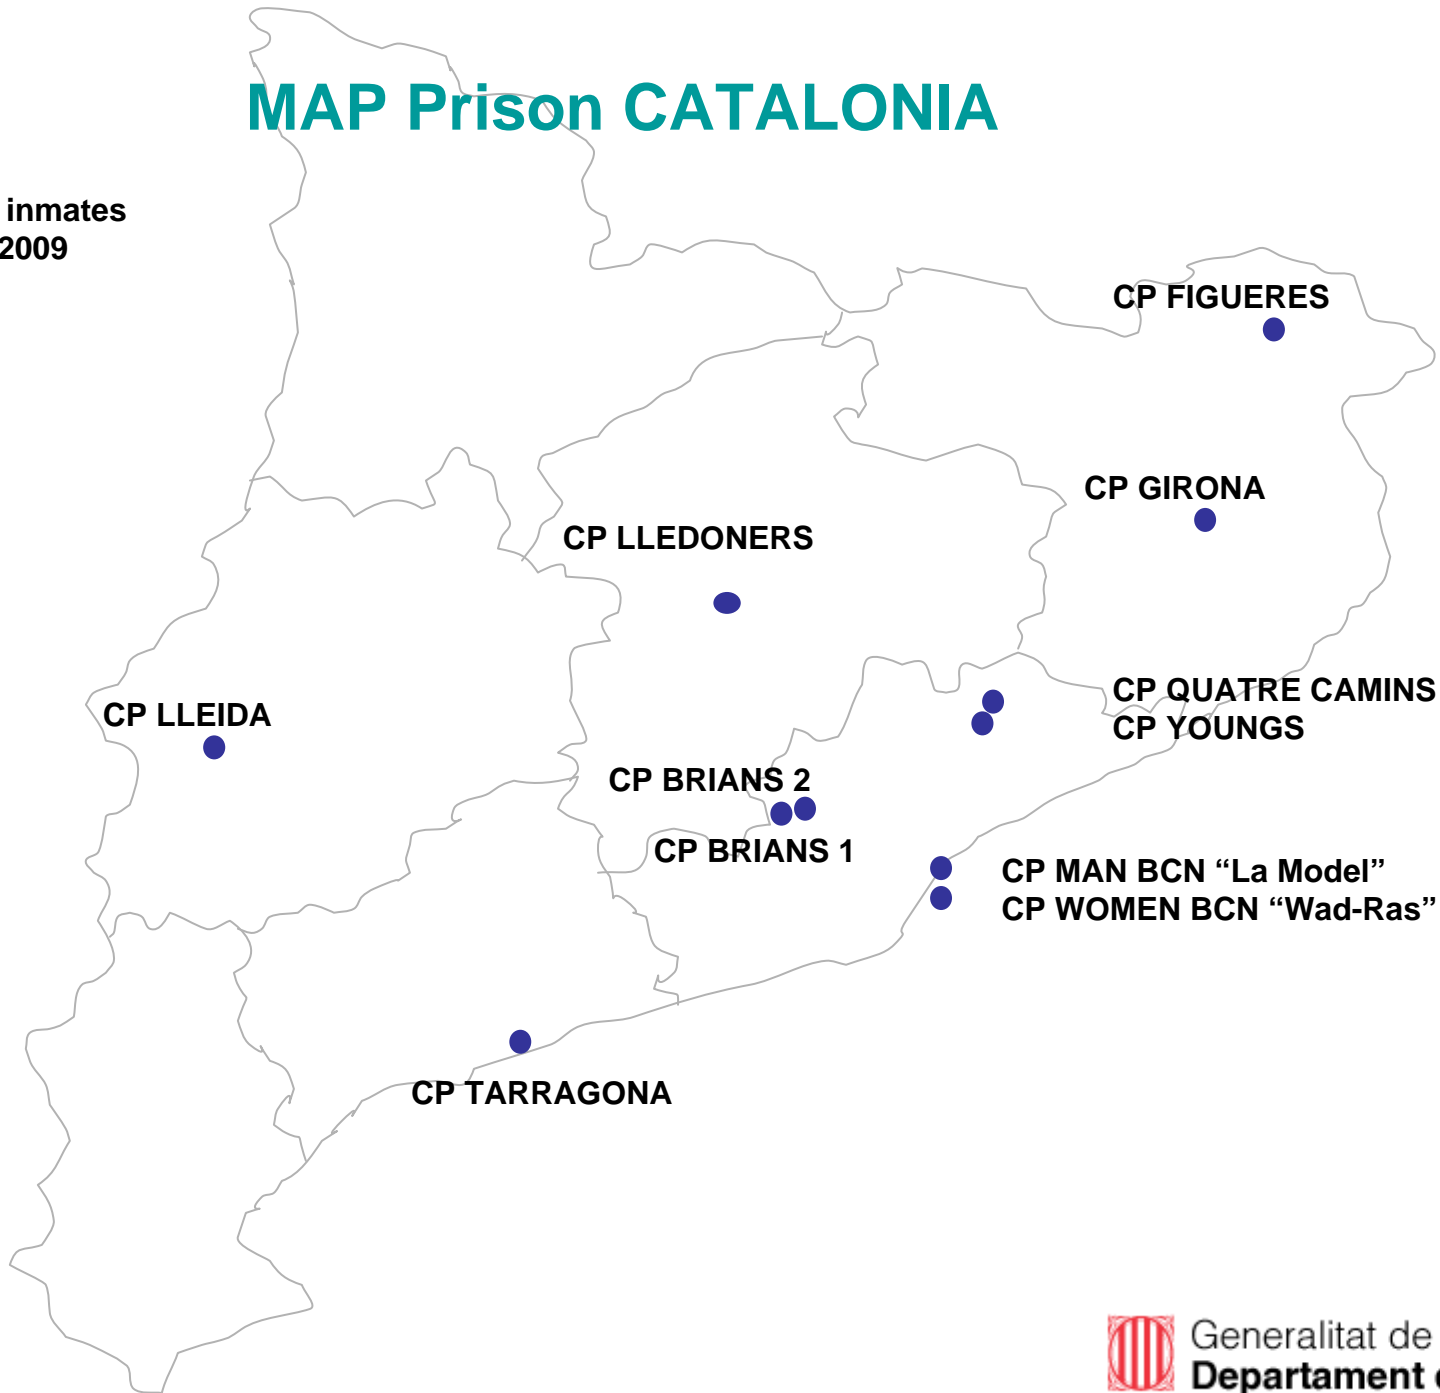 MAP Prison CATALONIA
inmates
2009
CP FIGUERES
CP GIRONA
CP LLEDONERS
CP QUATRE CAMINS
CP YOUNGS
CP LLEIDA
CP BRIANS 2
CP BRIANS 1
CP MAN BCN “La Model”
CP WOMEN BCN “Wad-Ras”
CP TARRAGONA
Generalitat de
Departament